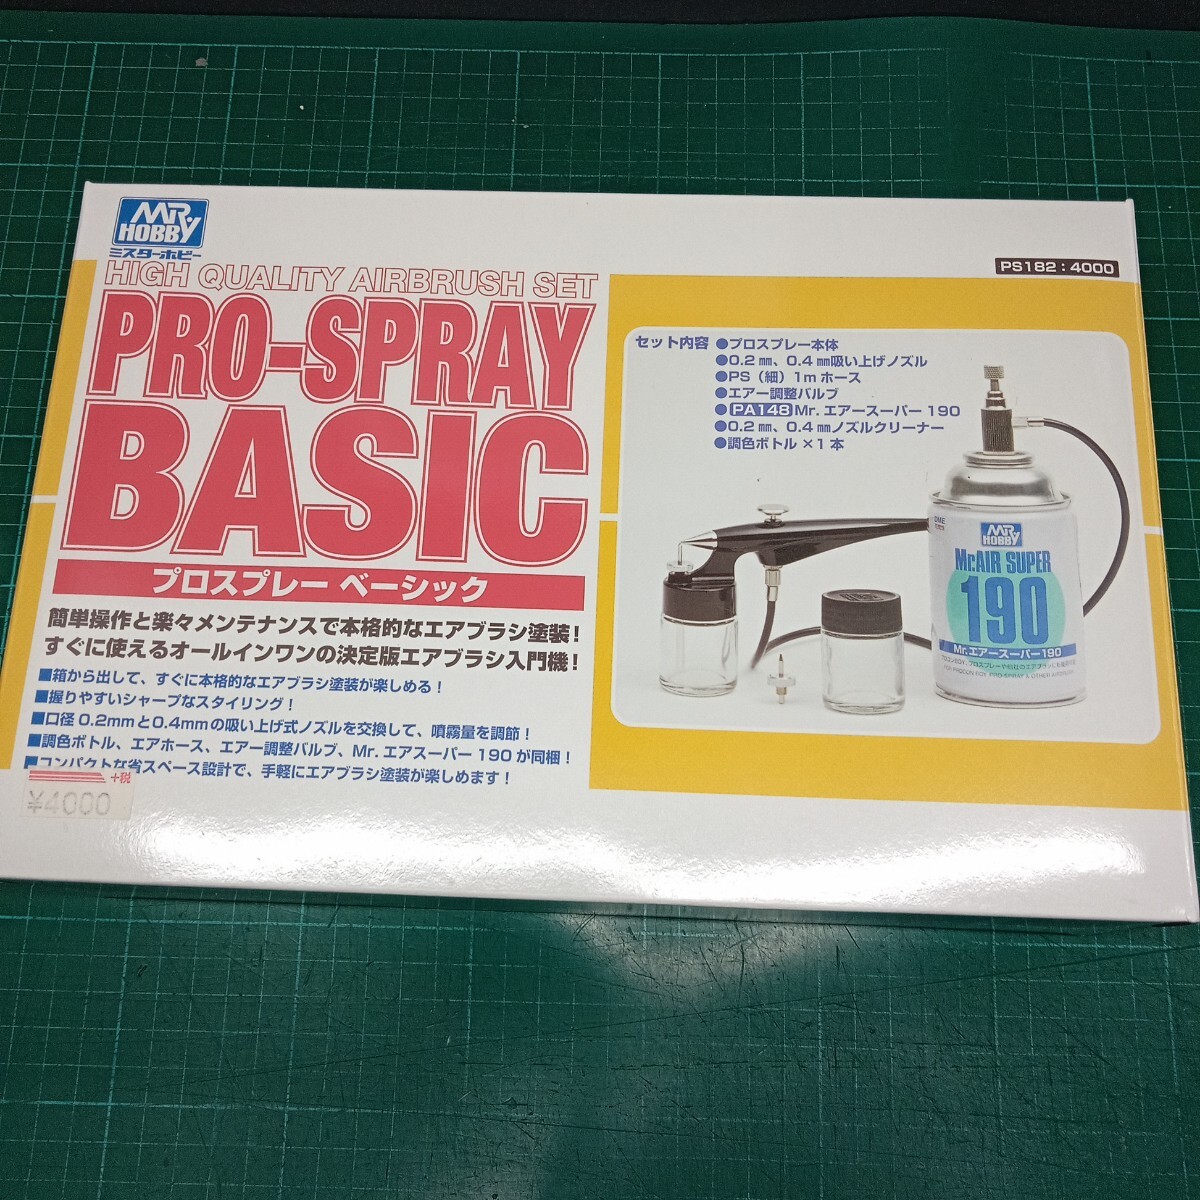 MR. HOBBY
ミスターホビー
HIGH QUALITY AIRBRUSH SET
PRO-SPRAY
BASIC
プロスプレー ベーシック
簡単操作と楽々メンテナンスで本格的なエアブラシ塗装！
すぐに使えるオールインワンの決定版エアブラシ入門機！
■箱から出して、すぐに本格的なエアブラシ塗装が楽しめる！
■握りやすいシャープなスタイリング！
■口径0.2mmと0.4mmの吸い上げ式ノズルを交換して、噴霧量を調節！
■調色ボトル、エアホース、エアー調整バルブ、Mr.エアースーパー190が同梱！
■コンパクトな省スペース設計で、手軽にエアブラシ塗装が楽しめます！
+税
¥4000
PS182：4000
セット内容 ●プロスプレー本体
●0.2㎜、0.4㎜吸い上げノズル
●PS（細）1mホース
●エアー調整バルブ
●PA148 Mr.エアースーパー190
●0.2㎜、0.4㎜ノズルクリーナー
●調色ボトル×1本
DME
MR. HOBBY
Mr.AIR SUPER
190
Mr.エアースーパー190